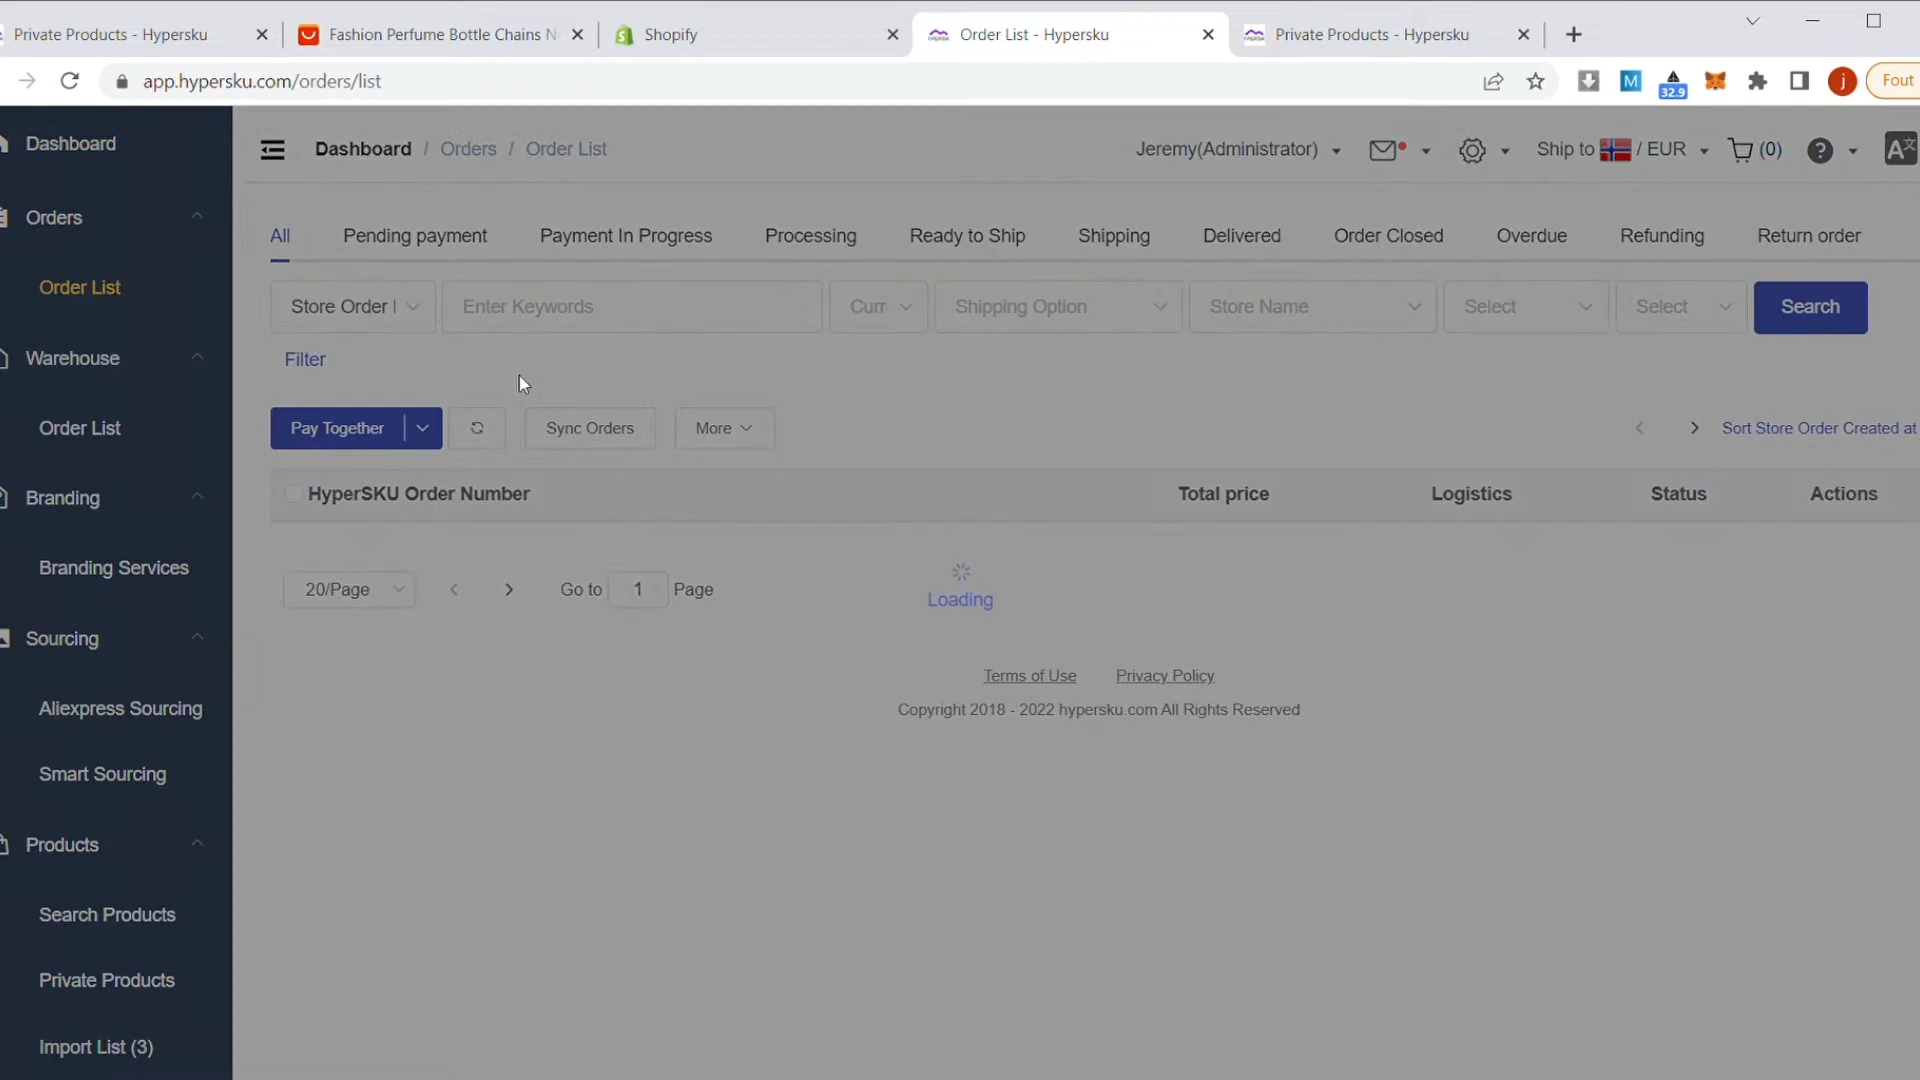 Private Products - Hypersku
Fashion Perfume Bottle Chains N
Shopify
Order List - Hypersku
Private Products - Hypersku
app.hypersku.com/orders/list
M
32.9
j
Fout
Dashboard
Orders
Order List
Warehouse
Order List
Branding
Branding Services
Sourcing
Aliexpress Sourcing
Smart Sourcing
Products
Search Products
Private Products
Import List (3)
Dashboard / Orders / Order List
Jeremy(Administrator)
Ship to / EUR
(0)
?
A文
All Pending payment Payment In Progress Processing Ready to Ship Shipping Delivered Order Closed Overdue Refunding Return order
Store Order Enter Keywords Curr Shipping Option Store Name Select Select Search
Filter
Pay Together Sync Orders More Sort Store Order Created at
HyperSKU Order Number Total price Logistics Status Actions
20/Page Go to 1 Page
Loading
Terms of Use Privacy Policy
Copyright 2018 - 2022 hypersku.com All Rights Reserved